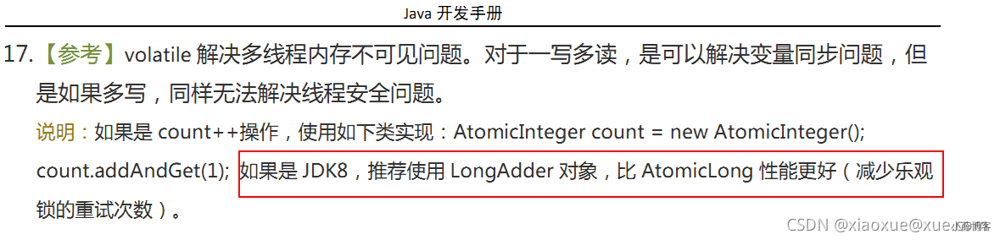 Java 开发手册
17.【参考】volatile 解决多线程内存不可见问题。对于一写多读，是可以解决变量同步问题，但
是如果多写，同样无法解决线程安全问题。
说明：如果是 count++操作，使用如下类实现：AtomicInteger count = new AtomicInteger();
count.addAndGet(1); 如果是 JDK8，推荐使用 LongAdder 对象，比 AtomicLong 性能更好（减少乐观
锁的重试次数）。
CSDN @xiaoxue@xue